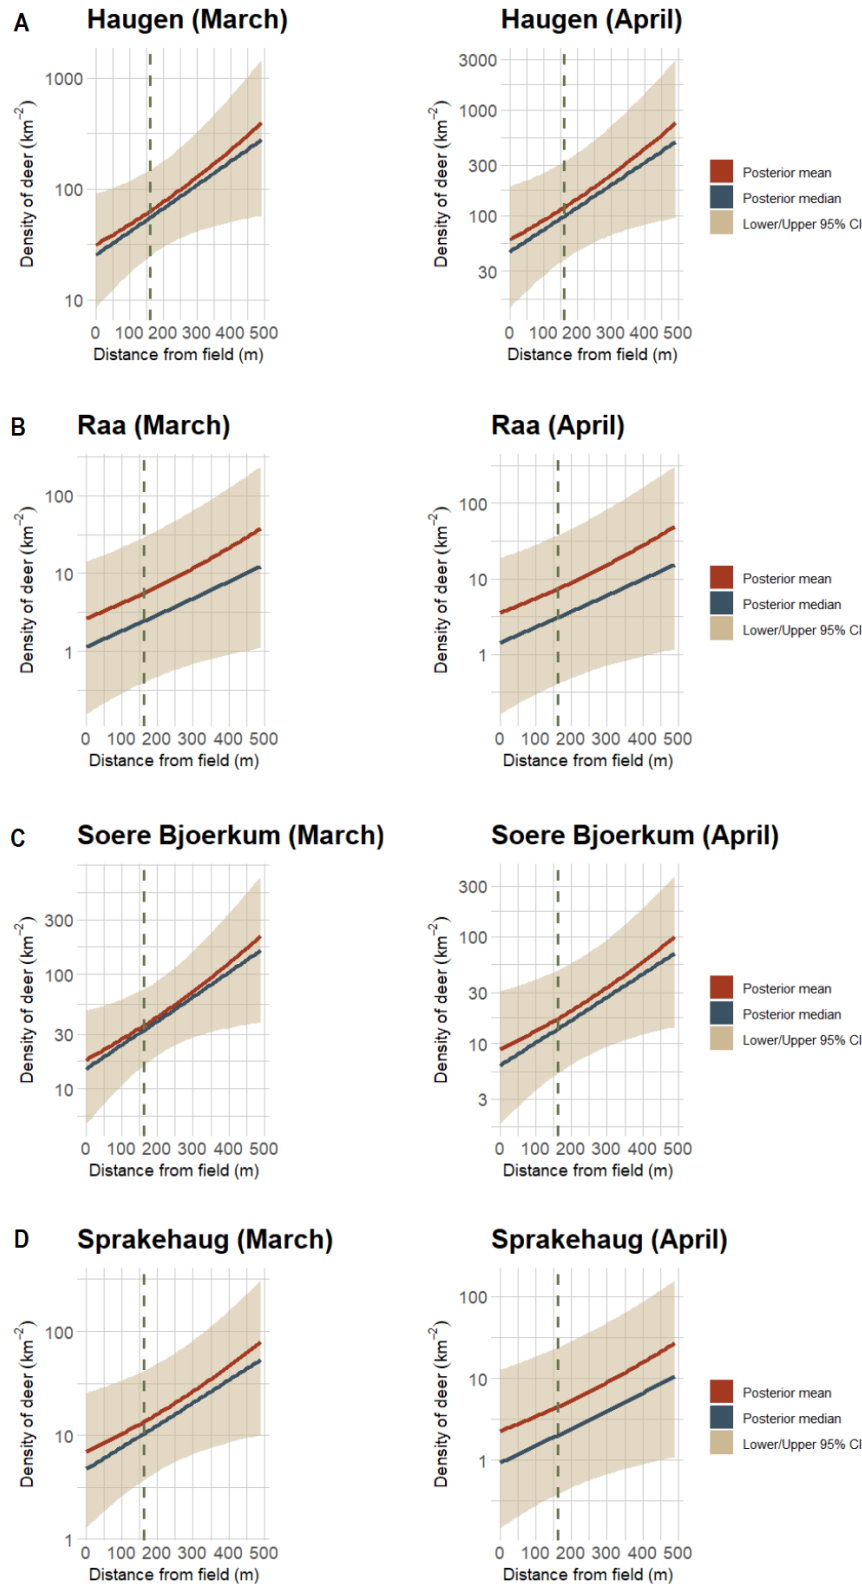 A Haugen (March) Haugen (April)
Density of deer (km⁻²)
1000
100
10
0 100 200 300 400 500
Distance from field (m)
Density of deer (km⁻²)
3000
1000
300
100
30
0 100 200 300 400 500
Distance from field (m)
Posterior mean
Posterior median
Lower/Upper 95% CI
B Raa (March) Raa (April)
Density of deer (km⁻²)
100
10
1
0 100 200 300 400 500
Distance from field (m)
Density of deer (km⁻²)
100
10
1
0 100 200 300 400 500
Distance from field (m)
Posterior mean
Posterior median
Lower/Upper 95% CI
C Soere Bjoerkum (March) Soere Bjoerkum (April)
Density of deer (km⁻²)
300
100
30
10
0 100 200 300 400 500
Distance from field (m)
Density of deer (km⁻²)
300
100
30
10
3
0 100 200 300 400 500
Distance from field (m)
Posterior mean
Posterior median
Lower/Upper 95% CI
D Sprakehaug (March) Sprakehaug (April)
Density of deer (km⁻²)
100
10
1
0 100 200 300 400 500
Distance from field (m)
Density of deer (km⁻²)
100
10
1
0 100 200 300 400 500
Distance from field (m)
Posterior mean
Posterior median
Lower/Upper 95% CI